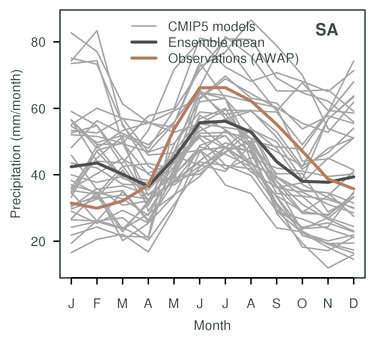 CMIP5 models
Ensemble mean
Observations (AWAP)
SA
Precipitation (mm/month)
80
60
40
20
J F M A M J J A S O N D
Month